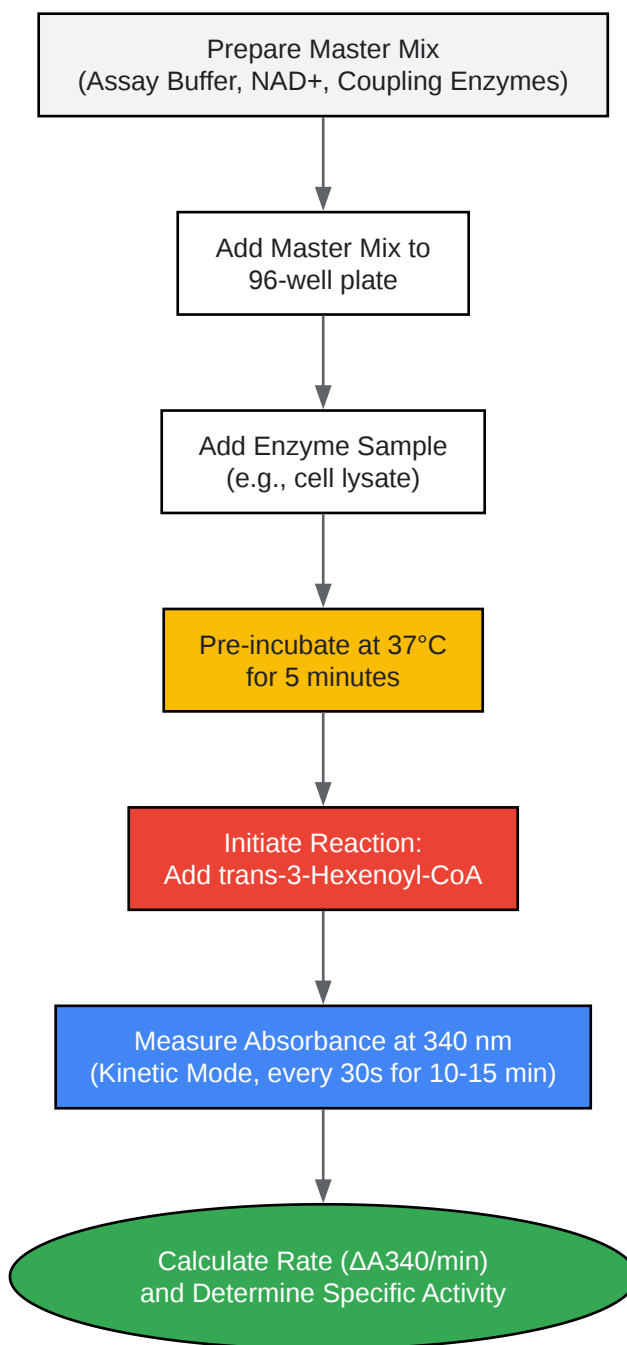 Prepare Master Mix
(Assay Buffer, NAD+, Coupling Enzymes)
Add Master Mix to
96-well plate
Add Enzyme Sample
(e.g., cell lysate)
Pre-incubate at 37°C
for 5 minutes
Initiate Reaction:
Add trans-3-Hexenoyl-CoA
Measure Absorbance at 340 nm
(Kinetic Mode, every 30s for 10-15 min)
Calculate Rate (ΔA340/min)
and Determine Specific Activity